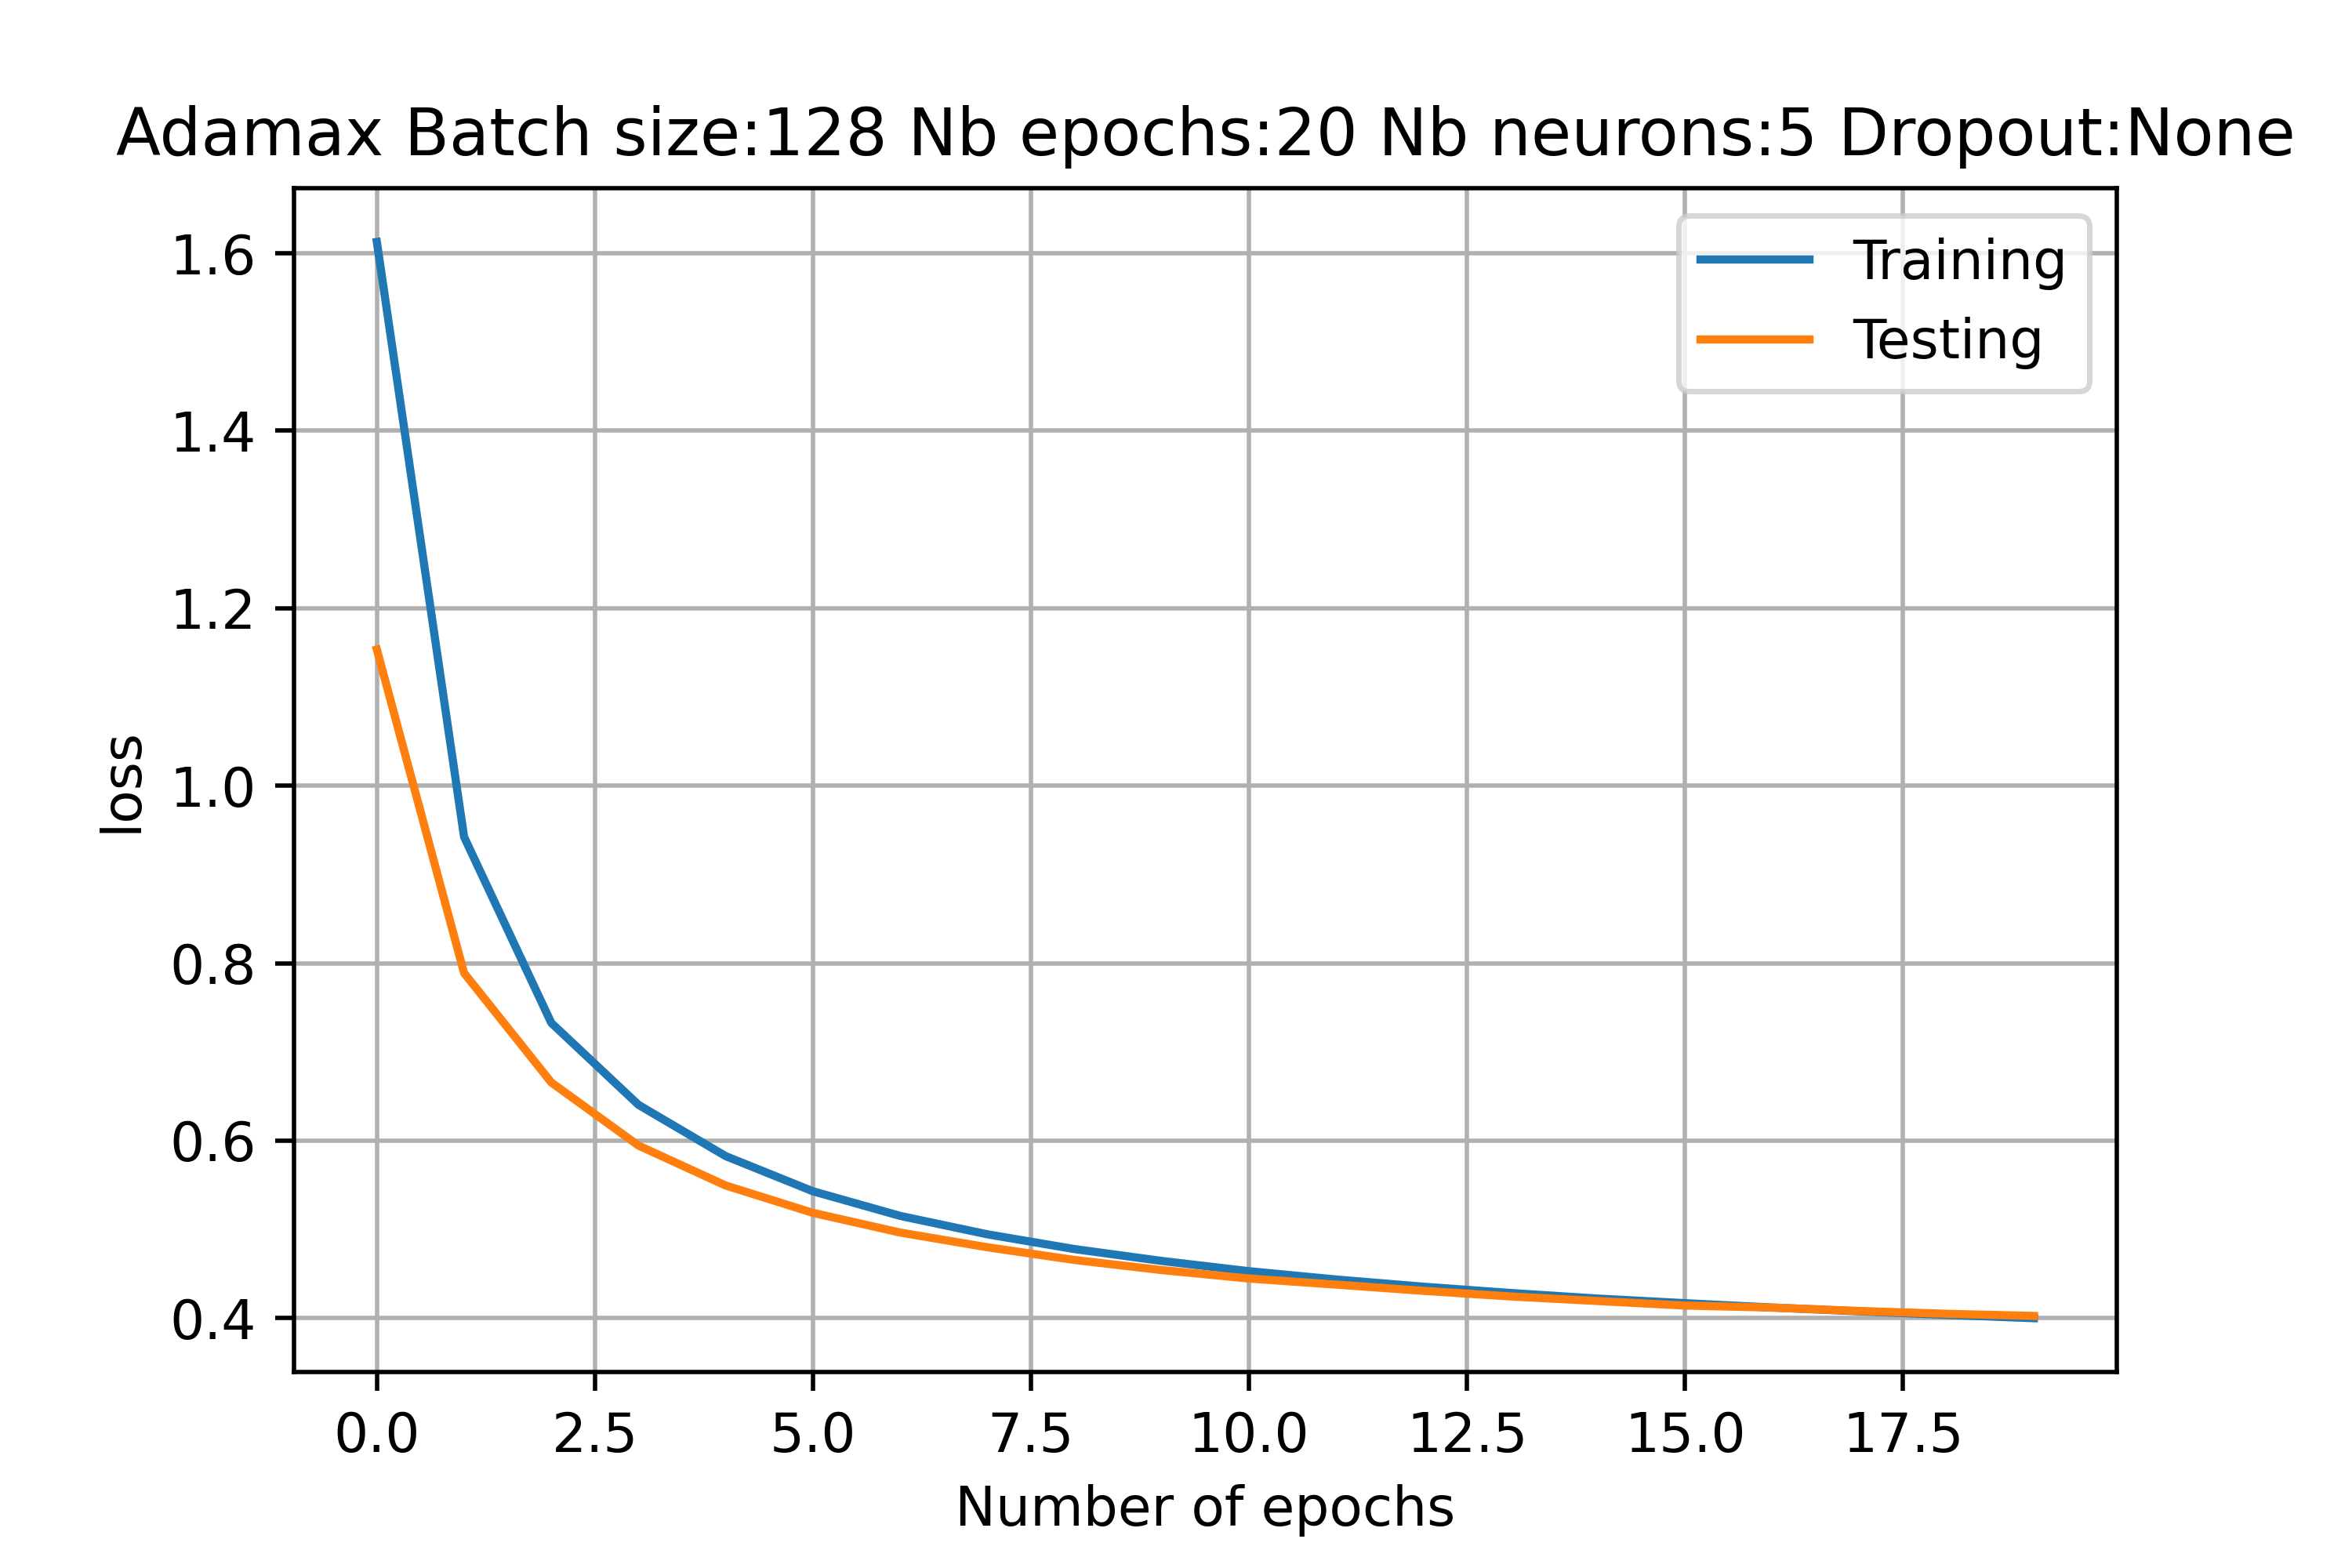 Adamax Batch size:128 Nb epochs:20 Nb neurons:5 Dropout:None
Training
Testing
1.6
1.4
1.2
1.0
0.8
0.6
0.4
loss
0.0 2.5 5.0 7.5 10.0 12.5 15.0 17.5
Number of epochs